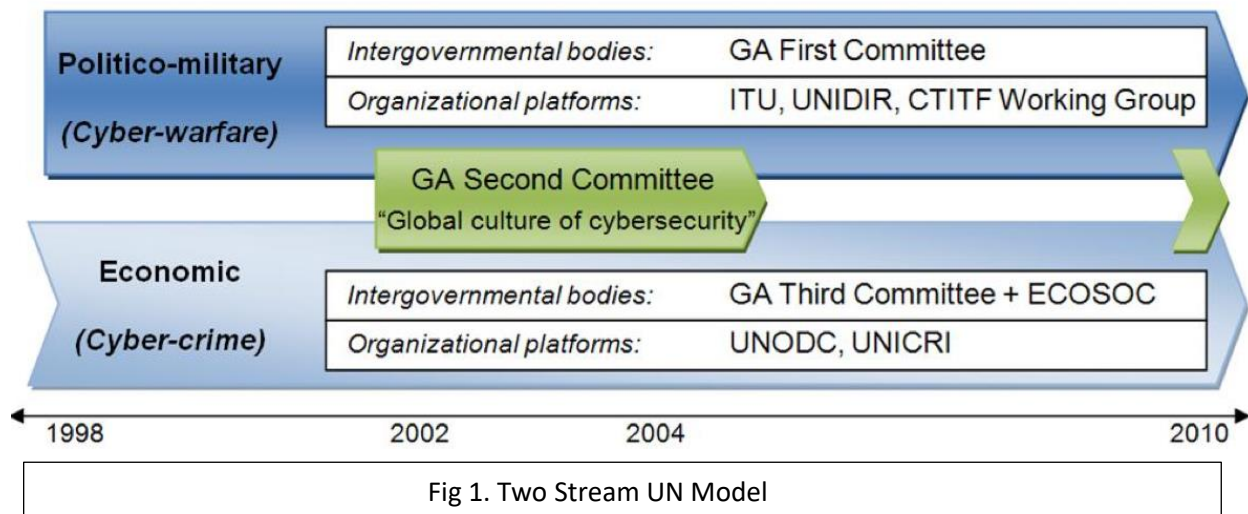 Politico-military
(Cyber-warfare)
Intergovernmental bodies: GA First Committee
Organizational platforms: ITU, UNIDIR, CTITF Working Group
GA Second Committee
“Global culture of cybersecurity”
Economic
(Cyber-crime)
Intergovernmental bodies: GA Third Committee + ECOSOC
Organizational platforms: UNODC, UNICRI
1998 2002 2004 2010
Fig 1. Two Stream UN Model